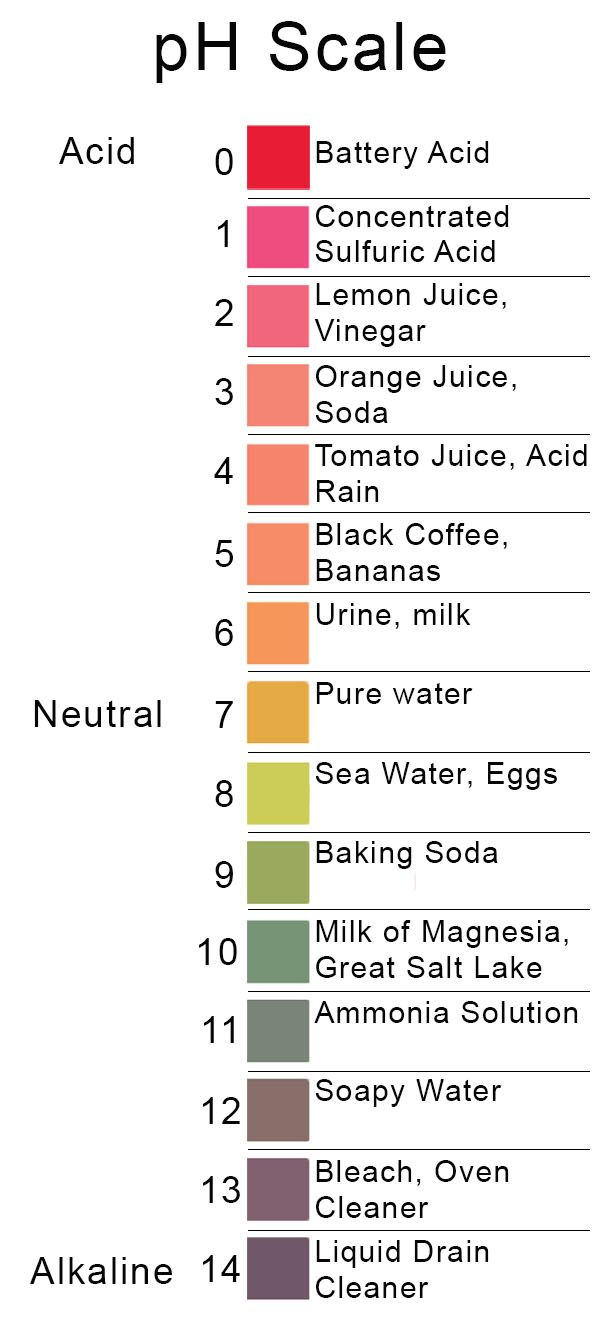 pH Scale
Acid
0 Battery Acid
1 Concentrated
Sulfuric Acid
2 Lemon Juice,
Vinegar
3 Orange Juice,
Soda
4 Tomato Juice, Acid
Rain
5 Black Coffee,
Bananas
6 Urine, milk
Neutral
7 Pure water
8 Sea Water, Eggs
9 Baking Soda
10 Milk of Magnesia,
Great Salt Lake
11 Ammonia Solution
12 Soapy Water
13 Bleach, Oven
Cleaner
Alkaline
14 Liquid Drain
Cleaner